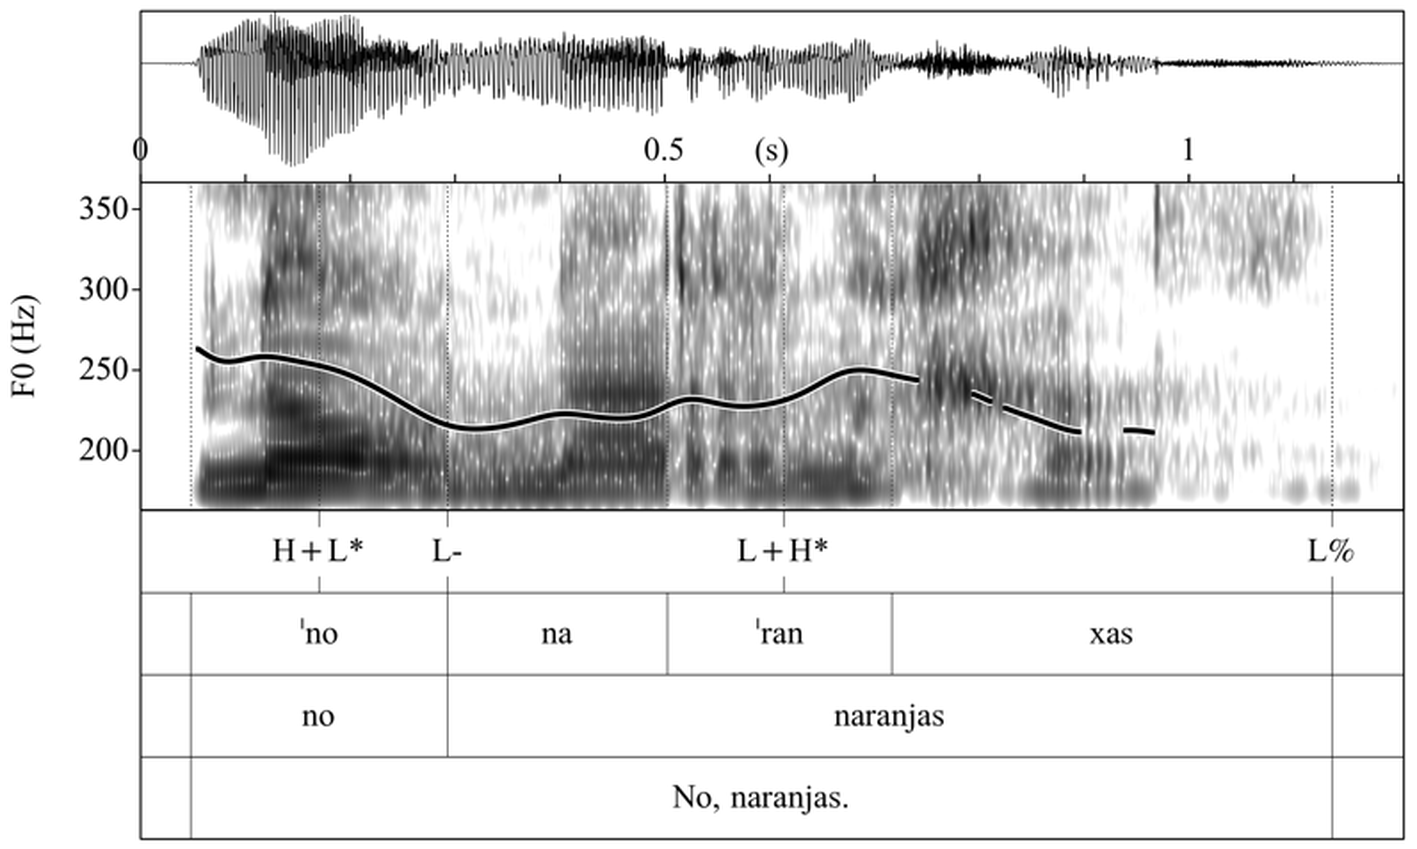 0 0.5 (s) 1
350
300
250
200
F0 (Hz)
H+L* L- L+H* L%
ˈno na ˈran xas
no naranjas
No, naranjas.